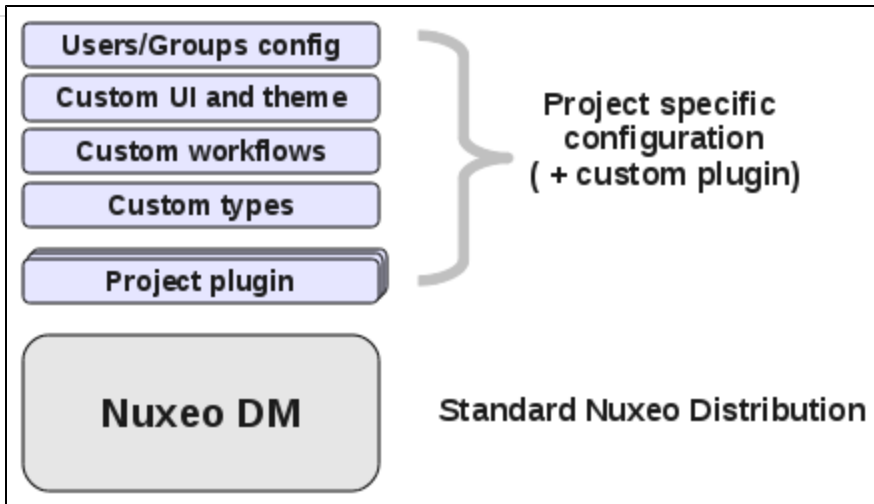 Users/Groups config
Custom UI and theme
Custom workflows
Custom types
Project plugin
Project specific
configuration
( + custom plugin)
Nuxeo DM
Standard Nuxeo Distribution